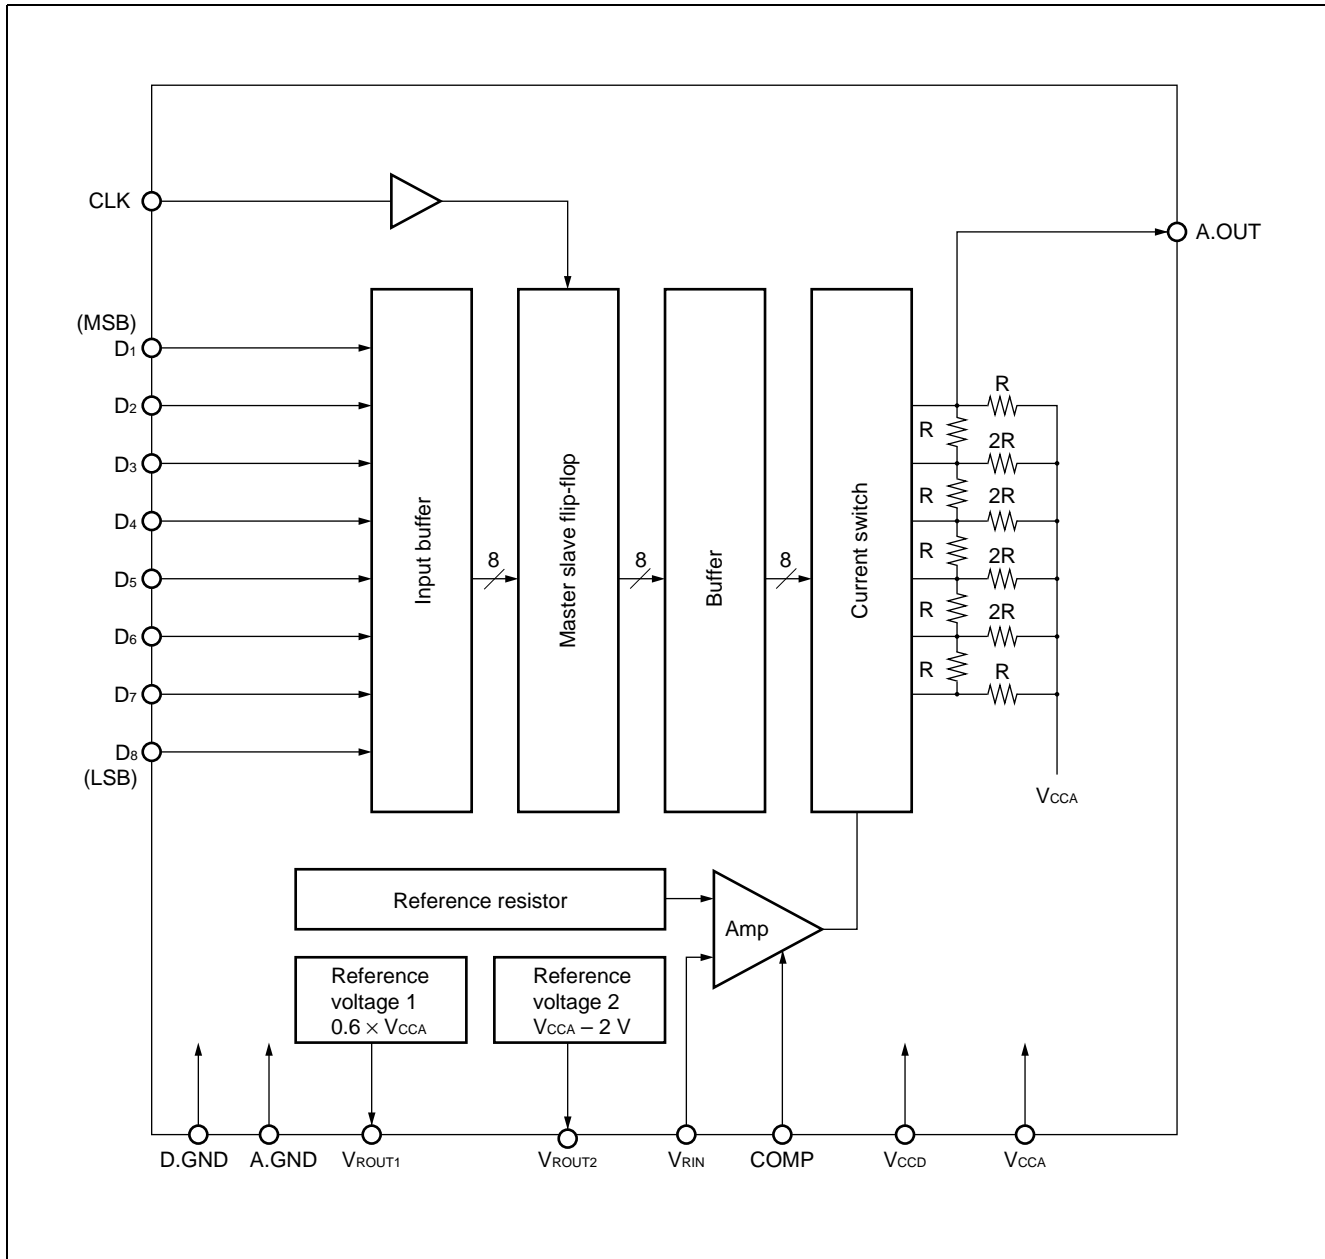 CLK
A.OUT
(MSB)
D1
D2
D3
D4
D5
D6
D7
D8
(LSB)
Input buffer
8
Master slave flip-flop
8
Buffer
8
Current switch
R
R
2R
R
2R
R
2R
R
2R
R
R
VCCA
Reference resistor
Amp
Reference
voltage 1
0.6 × VCCA
Reference
voltage 2
VCCA – 2 V
D.GND
A.GND
VROUT1
VROUT2
VRIN
COMP
VCCD
VCCA